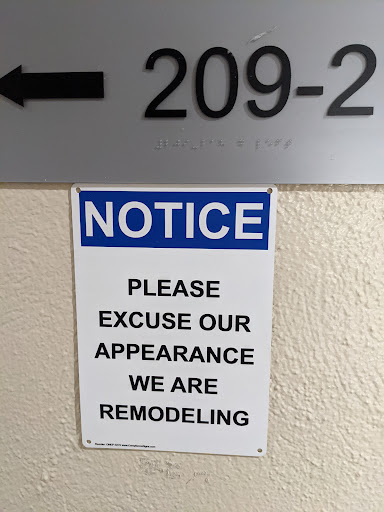 209-2
NOTICE
PLEASE
EXCUSE OUR
APPEARANCE
WE ARE
REMODELING